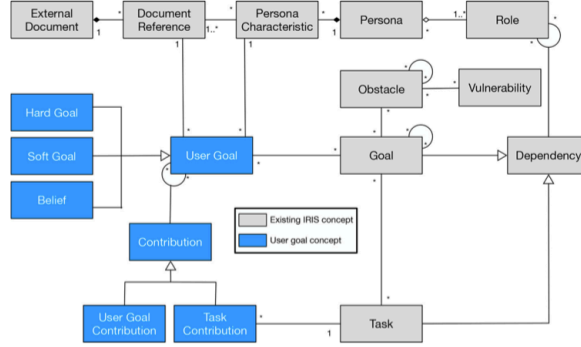 External
Document
Document
Reference
Persona
Characteristic
Persona
Role
*
1
*
1..*
*
*
1
*
1..*
*
*
1
1
Obstacle
*
*
*
*
Vulnerability
Hard Goal
Soft Goal
Belief
*
*
User Goal
*
*
*
*
Goal
*
*
*
Dependency
*
*
Contribution
Existing IRIS concept
User goal concept
User Goal
Contribution
Task
Contribution
*
1
*
Task